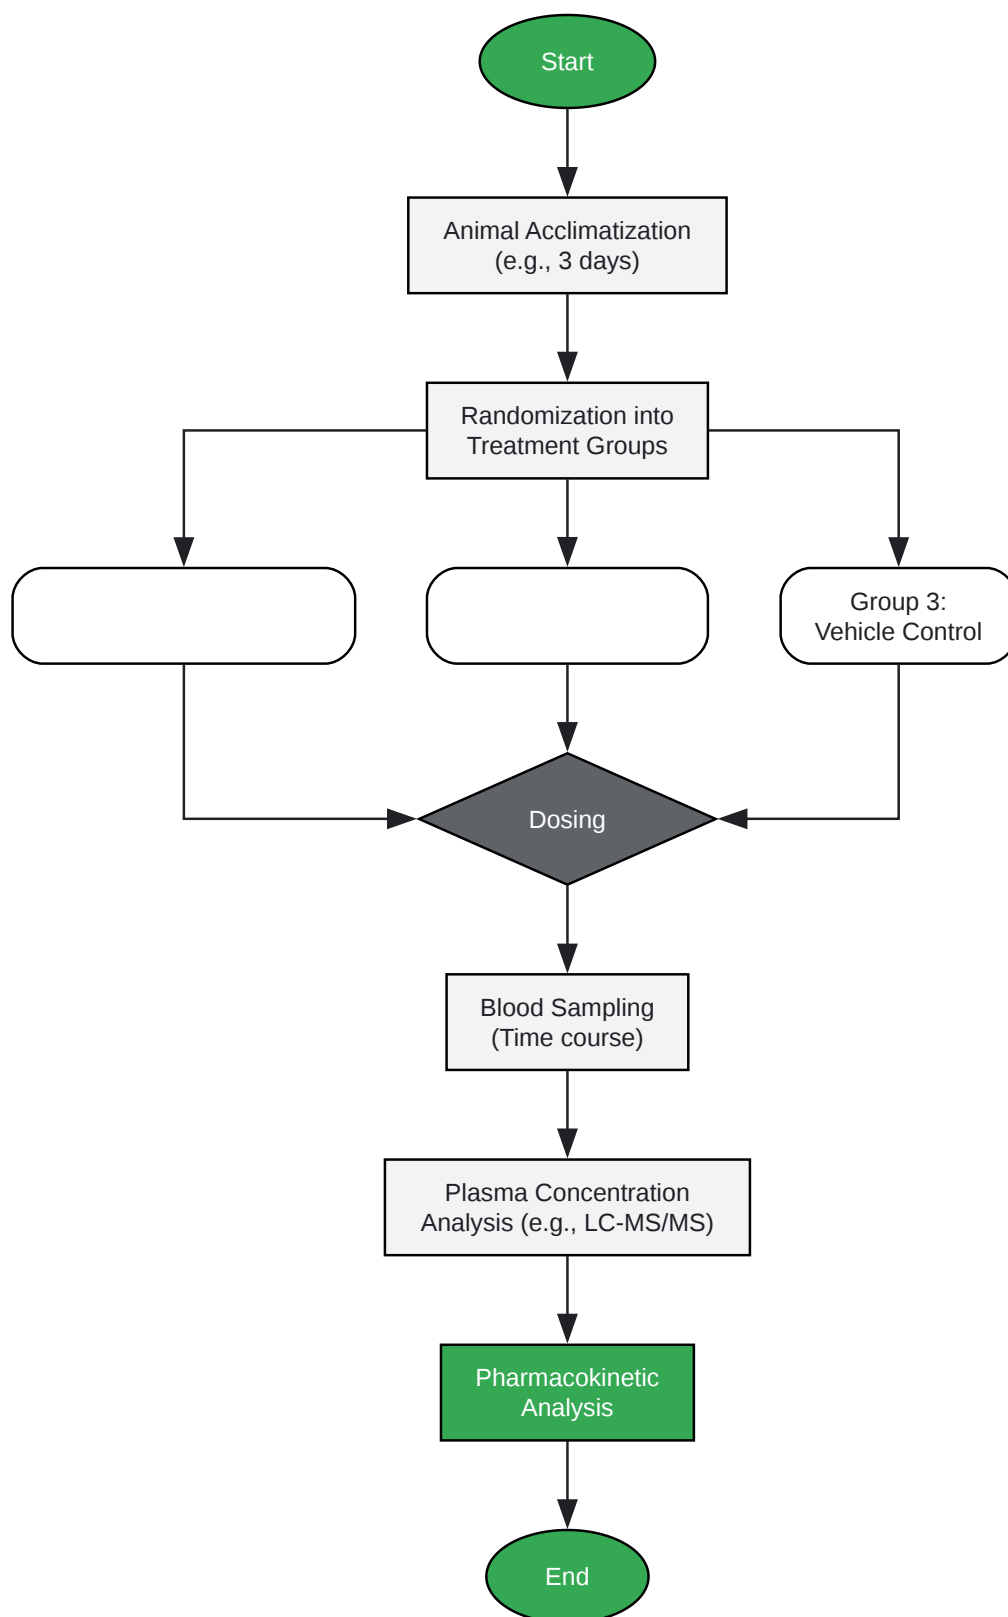 Start
Animal Acclimatization
(e.g., 3 days)
Randomization into
Treatment Groups
Group 3:
Vehicle Control
Dosing
Blood Sampling
(Time course)
Plasma Concentration
Analysis (e.g., LC-MS/MS)
Pharmacokinetic
Analysis
End